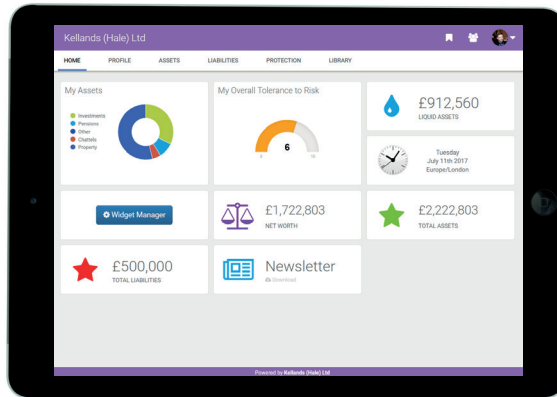 Kellands (Hale) Ltd
HOME PROFILE ASSETS LIABILITIES PROTECTION LIBRARY
My Assets
Investments
Pensions
Other
Chattels
Property
My Overall Tolerance to Risk
6
0 10
£912,560
LIQUID ASSETS
Tuesday
July 11th 2017
Europe/London
Widget Manager
£1,722,803
NET WORTH
£2,222,803
TOTAL ASSETS
£500,000
TOTAL LIABILITIES
Newsletter
Download
Powered by Kellands (Hale) Ltd